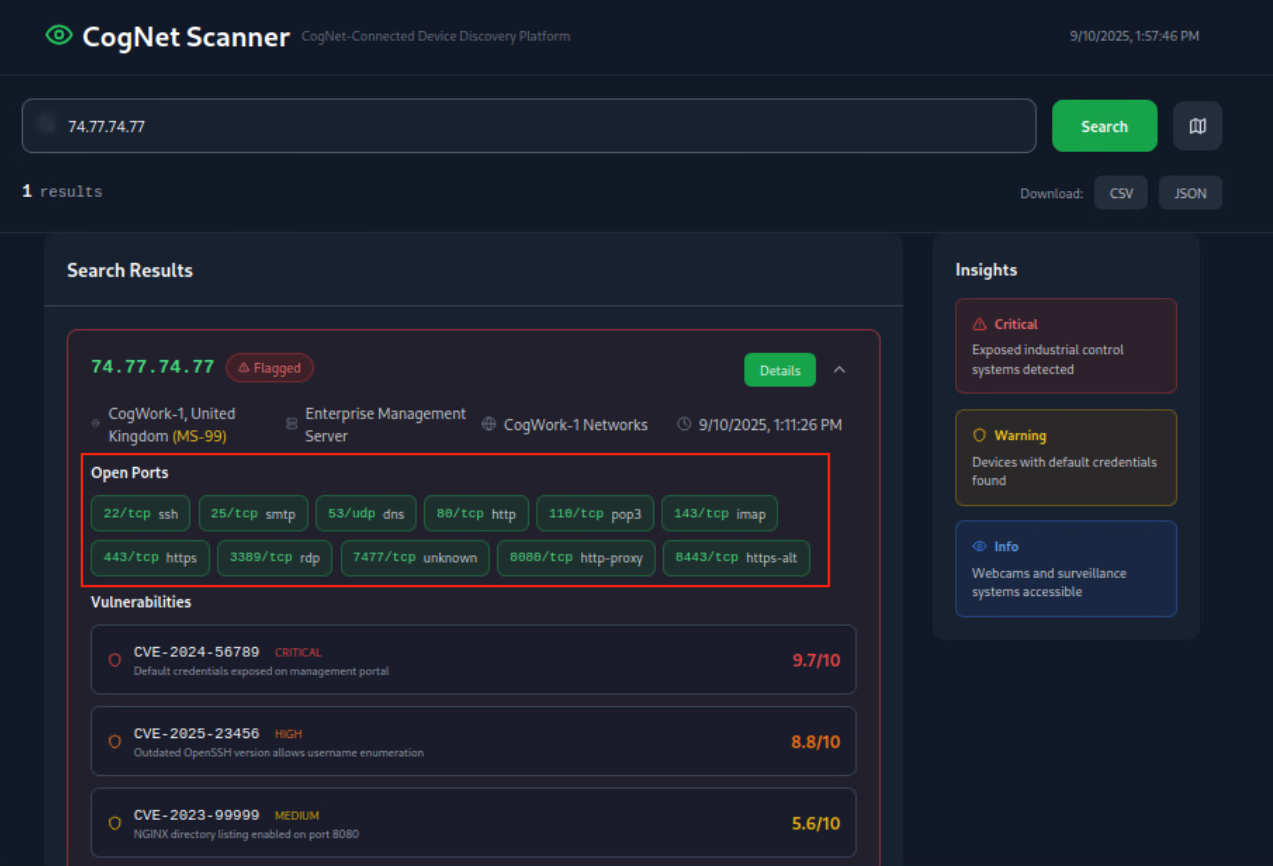 CogNet Scanner CogNet-Connected Device Discovery Platform 9/10/2025, 1:57:46 PM
74.77.74.77 Search
1 results Download: CSV JSON
Search Results
74.77.74.77 Flagged Details
CogWork-1, United Kingdom (MS-99)
Enterprise Management Server
CogWork-1 Networks
9/10/2025, 1:11:26 PM
Open Ports
22/tcp ssh 25/tcp smtp 53/udp dns 80/tcp http 110/tcp pop3 143/tcp imap
443/tcp https 3389/tcp rdp 7477/tcp unknown 8080/tcp http-proxy 8443/tcp https-alt
Vulnerabilities
CVE-2024-56789 CRITICAL
Default credentials exposed on management portal
9.7/10
CVE-2025-23456 HIGH
Outdated OpenSSH version allows username enumeration
8.8/10
CVE-2023-99999 MEDIUM
NGINX directory listing enabled on port 8080
5.6/10
Insights
Critical
Exposed industrial control
systems detected
Warning
Devices with default credentials
found
Info
Webcams and surveillance
systems accessible